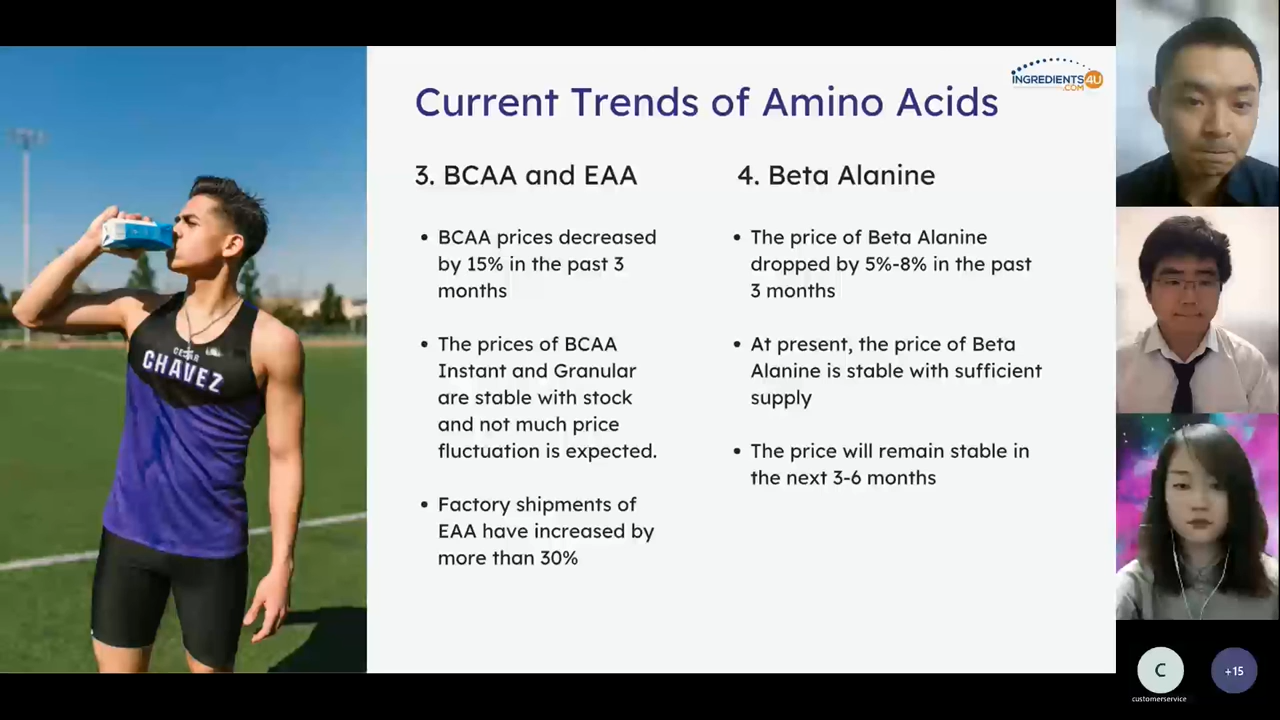 INGREDIENTS4U
.COM
Current Trends of Amino Acids
3. BCAA and EAA
• BCAA prices decreased
by 15% in the past 3
months
• The prices of BCAA
Instant and Granular
are stable with stock
and not much price
fluctuation is expected.
• Factory shipments of
EAA have increased by
more than 30%
4. Beta Alanine
• The price of Beta Alanine
dropped by 5%-8% in the past
3 months
• At present, the price of Beta
Alanine is stable with sufficient
supply
• The price will remain stable in
the next 3-6 months
CHAVEZ
C
+15
customerservice